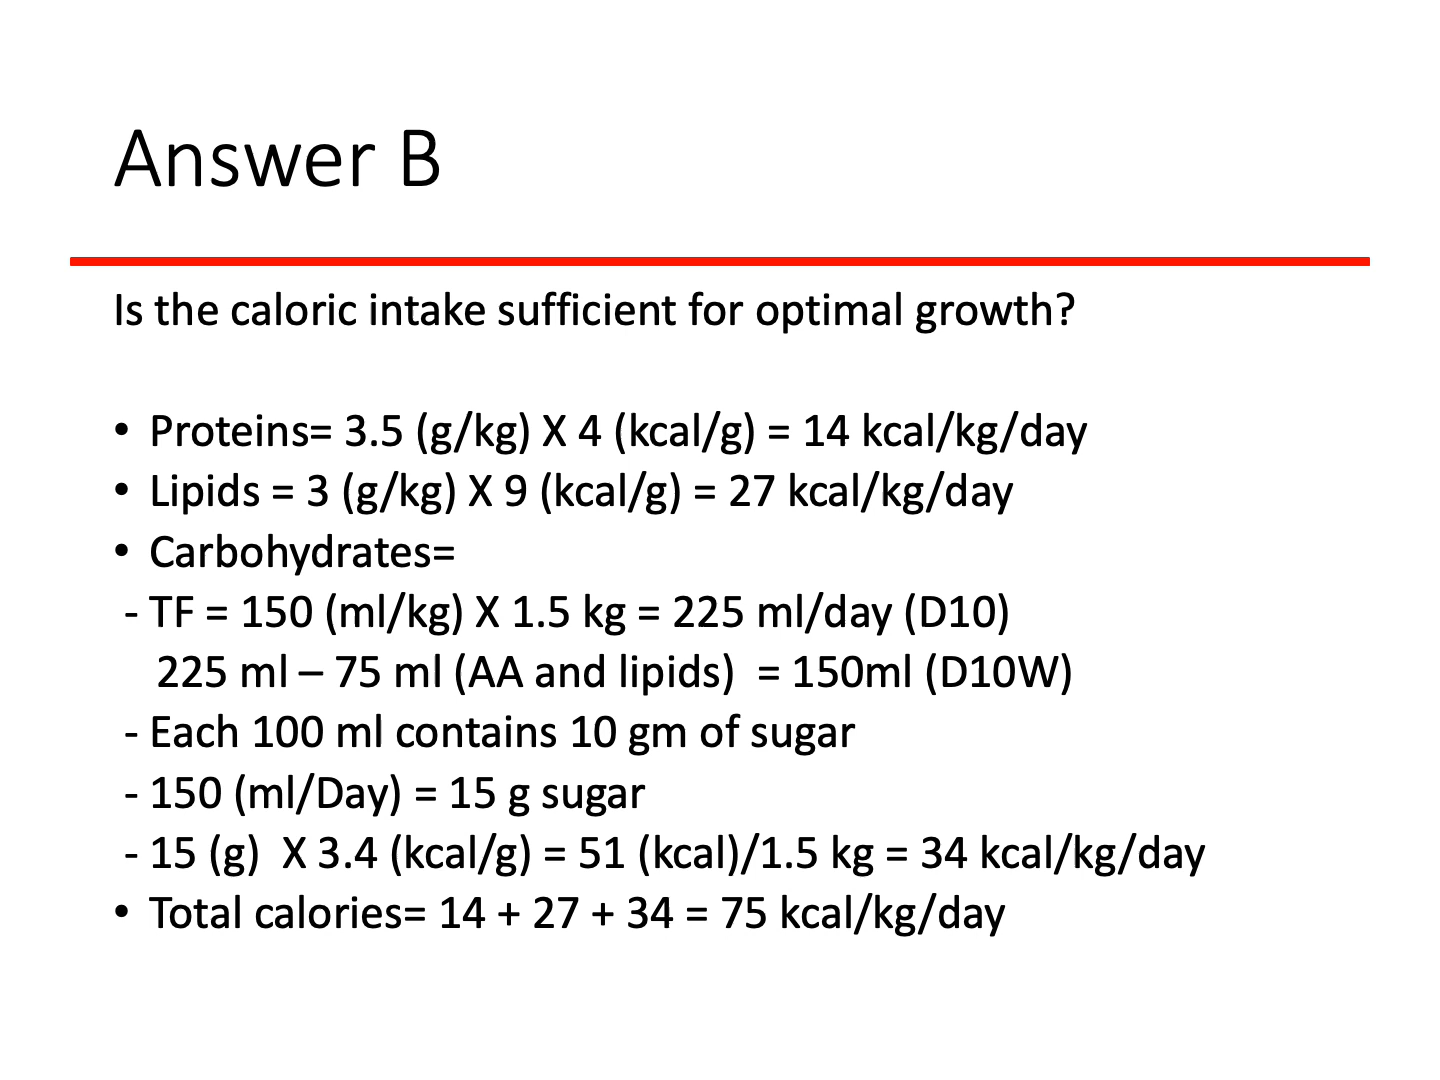 Answer B
Is the caloric intake sufficient for optimal growth?
• Proteins= 3.5 (g/kg) X 4 (kcal/g) = 14 kcal/kg/day
• Lipids = 3 (g/kg) X 9 (kcal/g) = 27 kcal/kg/day
• Carbohydrates=
- TF = 150 (ml/kg) X 1.5 kg = 225 ml/day (D10)
225 ml – 75 ml (AA and lipids)  = 150ml (D10W)
- Each 100 ml contains 10 gm of sugar
- 150 (ml/Day) = 15 g sugar
- 15 (g)  X 3.4 (kcal/g) = 51 (kcal)/1.5 kg = 34 kcal/kg/day
• Total calories= 14 + 27 + 34 = 75 kcal/kg/day